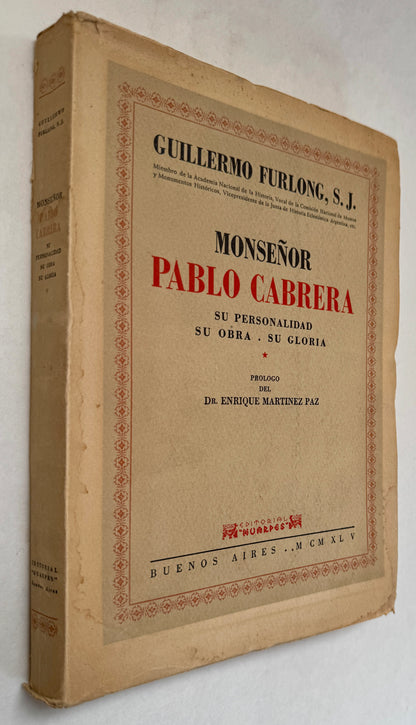 GUILLERMO
FURLONG, S. J.
MONSEÑOR
PABLO
CABRERA
SU
PERSONALIDAD
SU OBRA
SU GLORIA
EDITORIAL
"HUARPES"
Buenos Aires
GUILLERMO FURLONG, S. J.
Miembro de la Academia Nacional de la Historia, Vocal de la Comisión Nacional de Museos
y Monumentos Históricos, Vicepresidente de la Junta de Historia Eclesiástica Argentina, etc.
MONSEÑOR
PABLO CABRERA
SU PERSONALIDAD
SU OBRA . SU GLORIA
*
PROLOGO
DEL
DR. ENRIQUE MARTINEZ PAZ
EDITORIAL
"HUARPES"
BUENOS AIRES . . MCMXLV